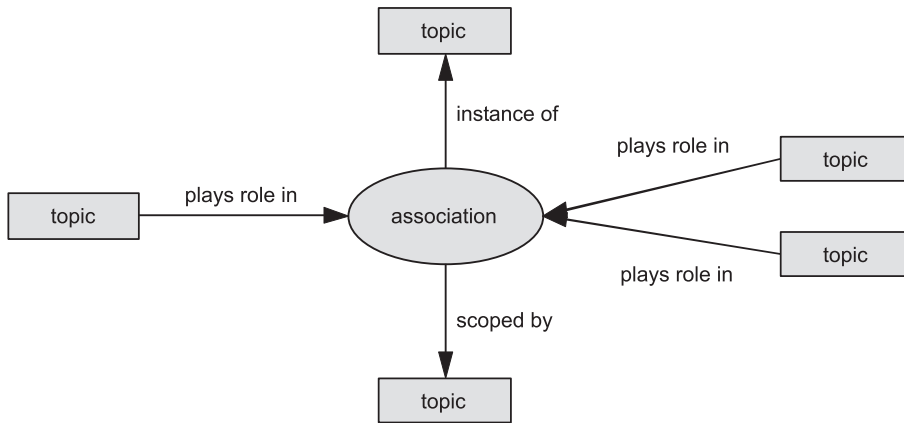 topic
instance of
plays role in
topic
plays role in
topic
association
topic
plays role in
scoped by
topic